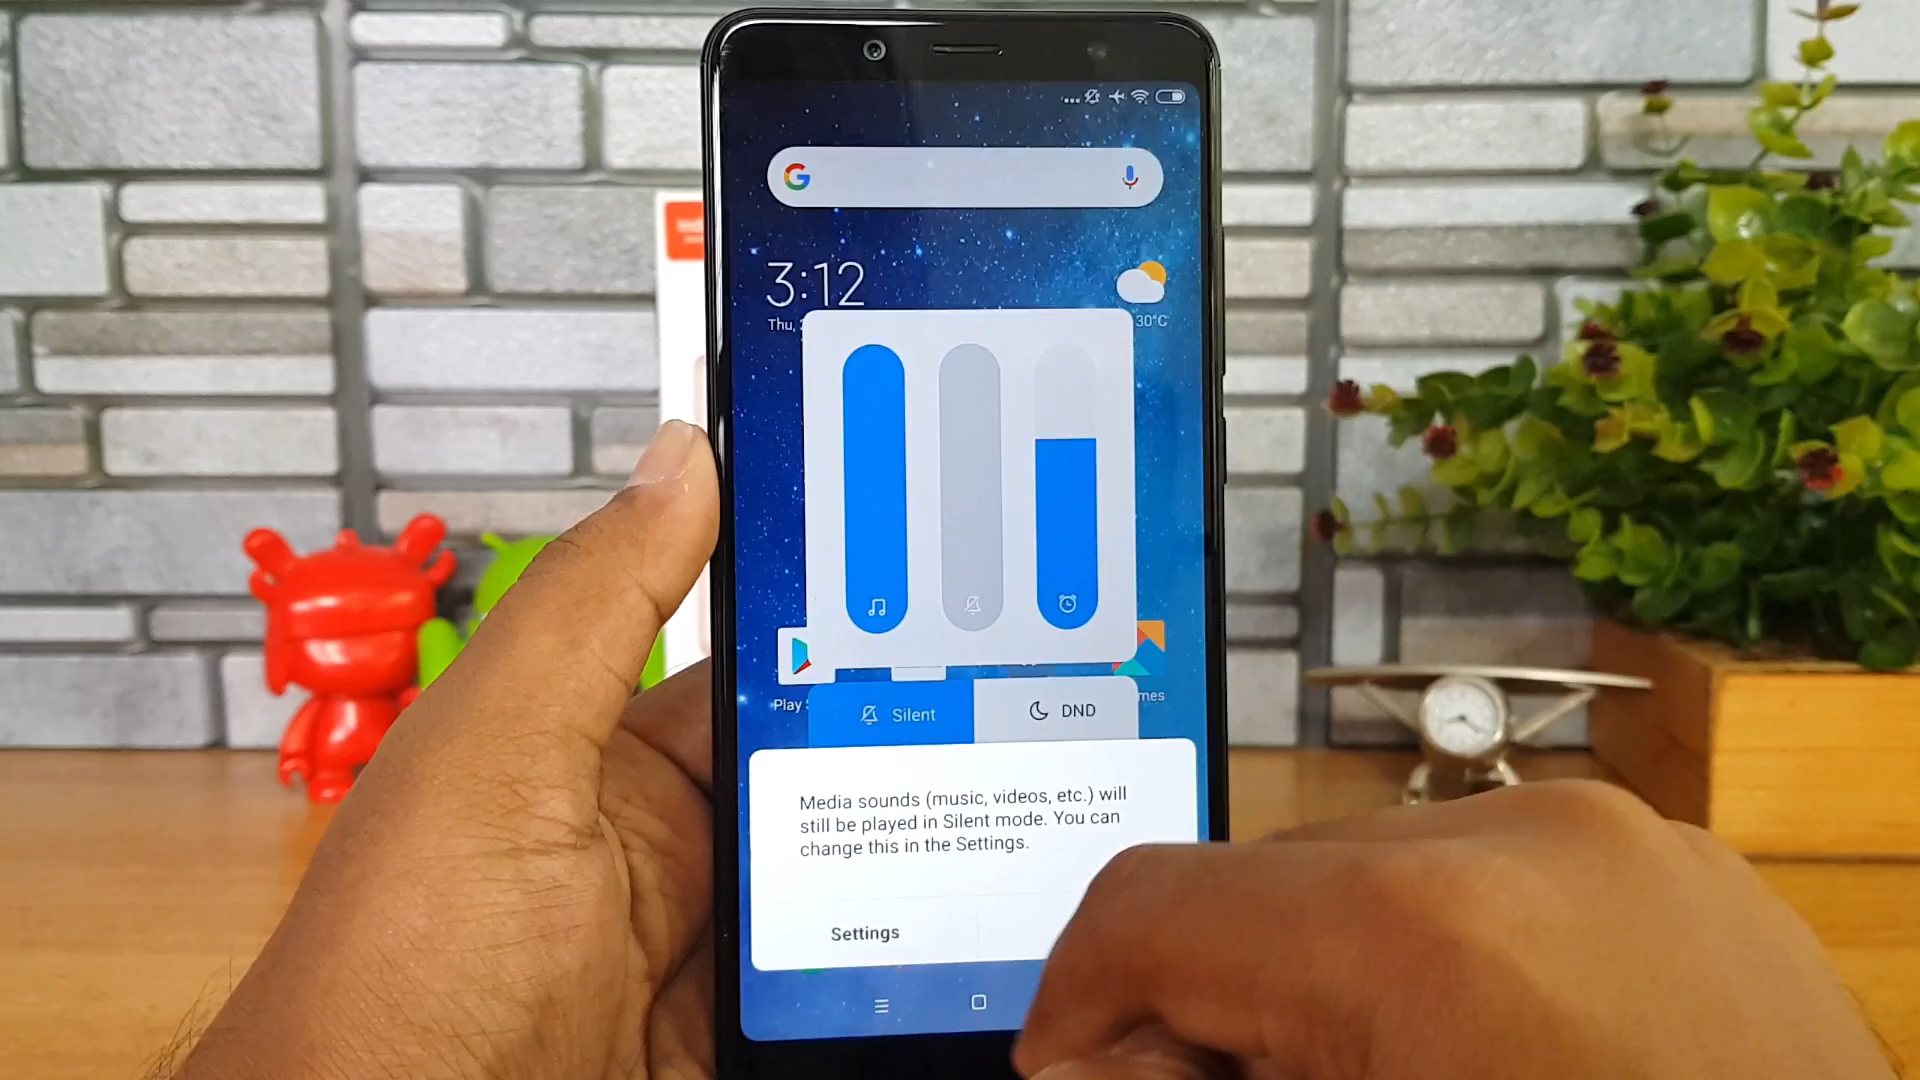 3:12
Thu,
30°C
Play
mes
Silent
DND
Media sounds (music, videos, etc.) will
still be played in Silent mode. You can
change this in the Settings.
Settings